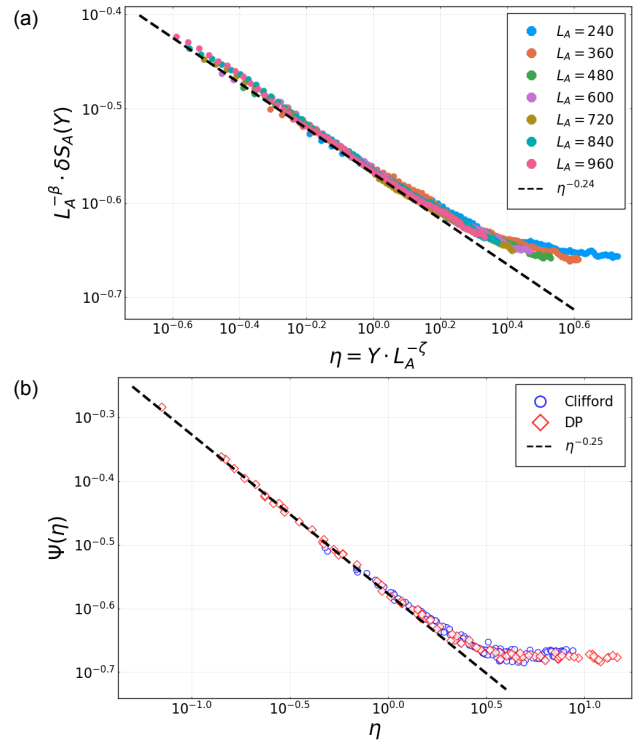 (a)
10^{-0.4}
10^{-0.5}
10^{-0.6}
10^{-0.7}
L_A^{-β} · δS_A(Y)
L_A = 240
L_A = 360
L_A = 480
L_A = 600
L_A = 720
L_A = 840
L_A = 960
η^{-0.24}
10^{-0.6} 10^{-0.4} 10^{-0.2} 10^{0.0} 10^{0.2} 10^{0.4} 10^{0.6}
η = Y · L_A^{-ζ}
(b)
10^{-0.3}
10^{-0.4}
10^{-0.5}
10^{-0.6}
10^{-0.7}
Ψ(η)
Clifford
DP
η^{-0.25}
10^{-1.0} 10^{-0.5} 10^{0.0} 10^{0.5} 10^{1.0}
η